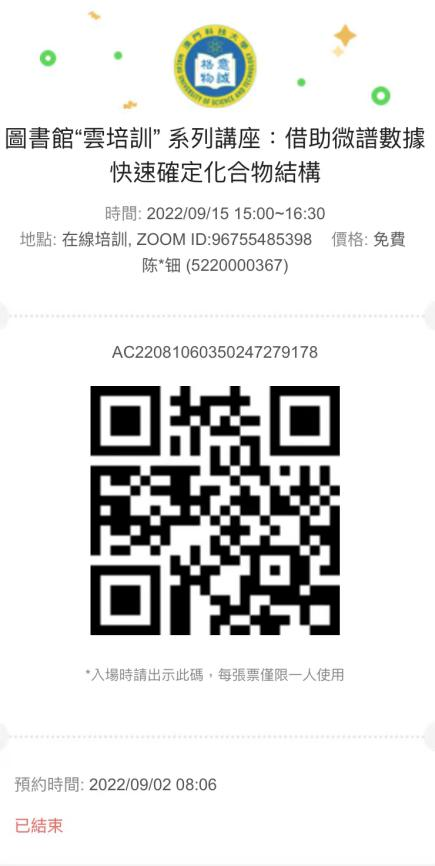 澳門科技大學
意誠
格物
MACAU UNIVERSITY OF SCIENCE AND TECHNOLOGY
圖書館“雲培訓” 系列講座：借助微譜數據
快速確定化合物結構
時間: 2022/09/15 15:00~16:30
地點: 在線培訓, ZOOM ID:96755485398 價格: 免費
陈*钿 (5220000367)
AC22081060350247279178
*入場時請出示此碼，每張票僅限一人使用
預約時間: 2022/09/02 08:06
已結束